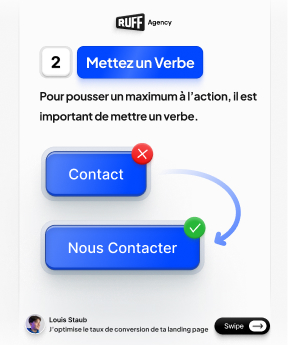 RUFF Agency
2 Mettez un Verbe
Pour pousser un maximum à l'action, il est
important de mettre un verbe.
Contact
Nous Contacter
Louis Staub
J'optimise le taux de conversion de ta landing page
Swipe